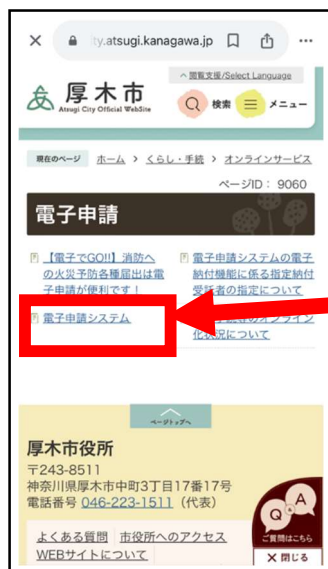 ity.atsugi.kanagawa.jp
厚木市
Atsugi City Official WebSite
閲覧支援/Select Language
検索
メニュー
現在のページ ホーム > くらし・手続 > オンラインサービス
ページID： 9060
電子申請
【電子でGO!!】消防へ
の火災予防各種届出は電
子申請が便利です！
電子申請システム
電子申請システムの電子
納付機能に係る指定納付
受託者の指定について
のオンライン
化状況について
ページトップへ
厚木市役所
〒243-8511
神奈川県厚木市中町3丁目17番17号
電話番号 046-223-1511（代表）
よくある質問 市役所へのアクセス
WEBサイトについて
Q&A
ご質問はこちら
×閉じる